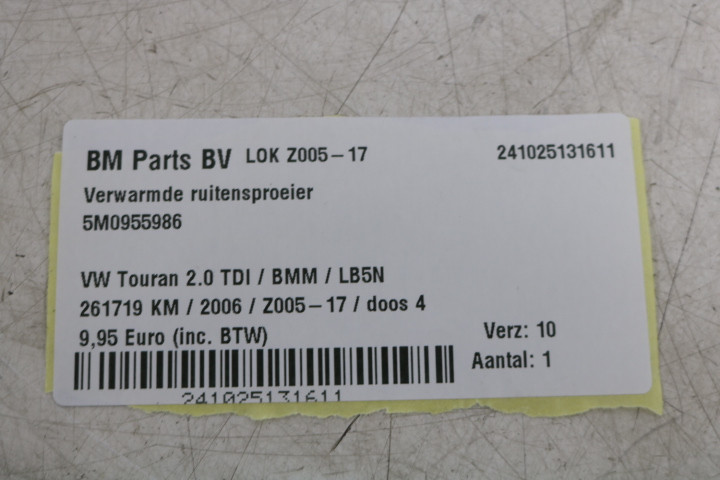 BM Parts BV LOK Z005-17 241025131611
Verwarmde ruitensproeier
5M0955986
VW Touran 2.0 TDI / BMM / LB5N
261719 KM / 2006 / Z005-17 / doos 4
9,95 Euro (inc. BTW) Verz: 10
Aantal: 1
241025131611